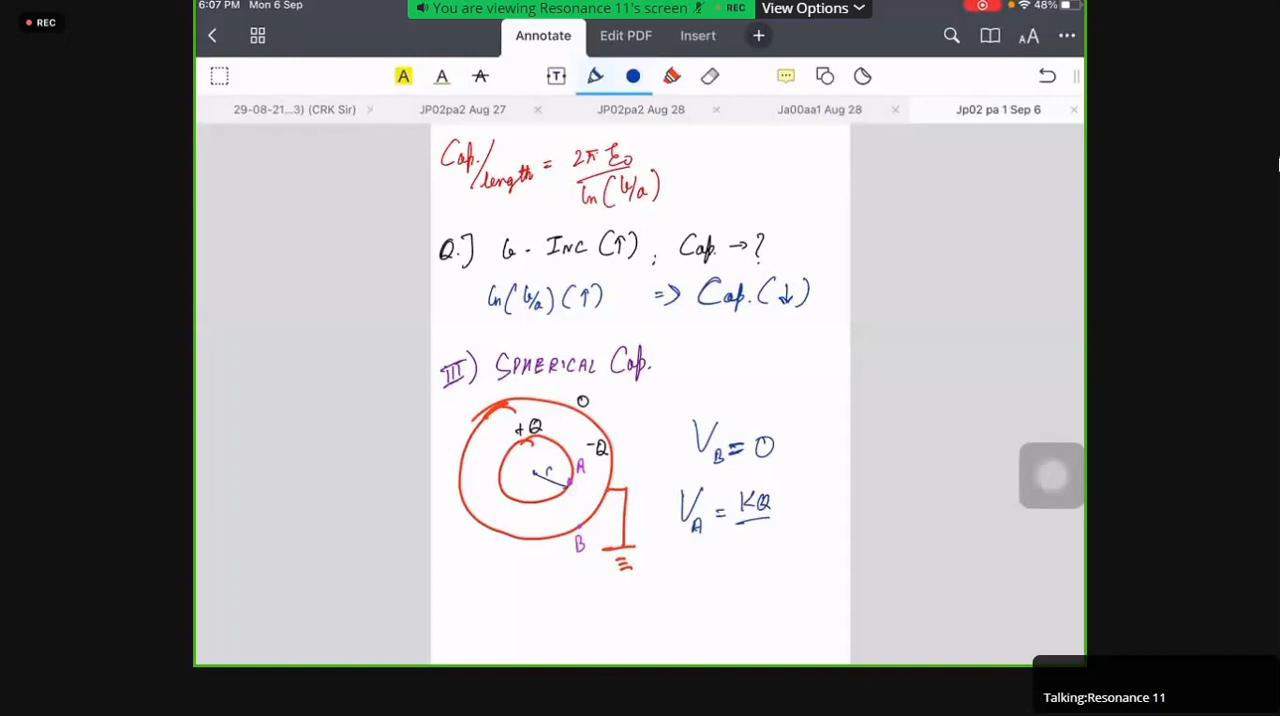 6:07 PM Mon 6 Sep
You are viewing Resonance 11's screen REC
View Options
48%
REC
Annotate Edit PDF Insert
29-08-21...3) (CRK Sir) JP02pa2 Aug 27 JP02pa2 Aug 28 Ja00aa1 Aug 28 Jp02 pa 1 Sep 6
Cap./length = 2π ε0 / ln(b/a)
Q.] b - INC (↑) ; Cap. → ?
ln(b/a) (↑) => Cap. (↓)
III) SPHERICAL Cap.
0
+Q
-Q
A
r
B
V_B = 0
V_A = KQ
Talking:Resonance 11